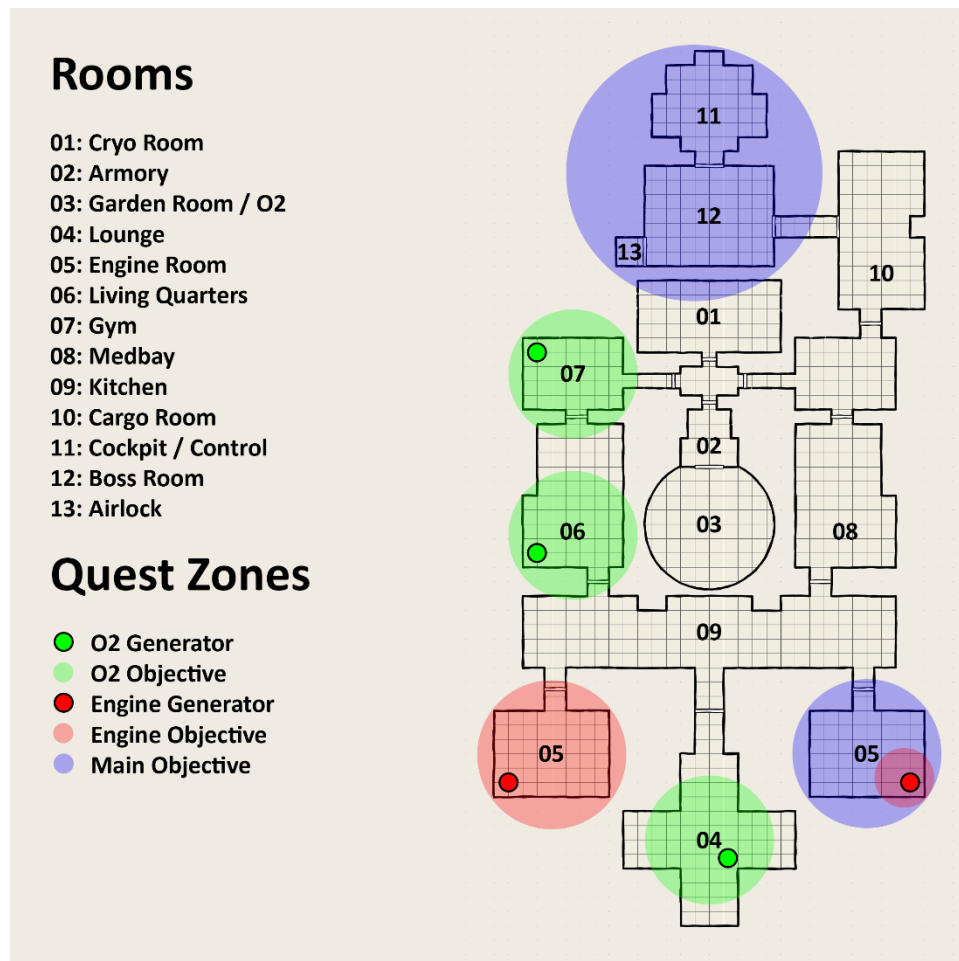 Rooms
01: Cryo Room
02: Armory
03: Garden Room / O2
04: Lounge
05: Engine Room
06: Living Quarters
07: Gym
08: Medbay
09: Kitchen
10: Cargo Room
11: Cockpit / Control
12: Boss Room
13: Airlock
Quest Zones
O2 Generator
O2 Objective
Engine Generator
Engine Objective
Main Objective
11
12
13
10
01
07
02
03
06
08
09
05
05
04